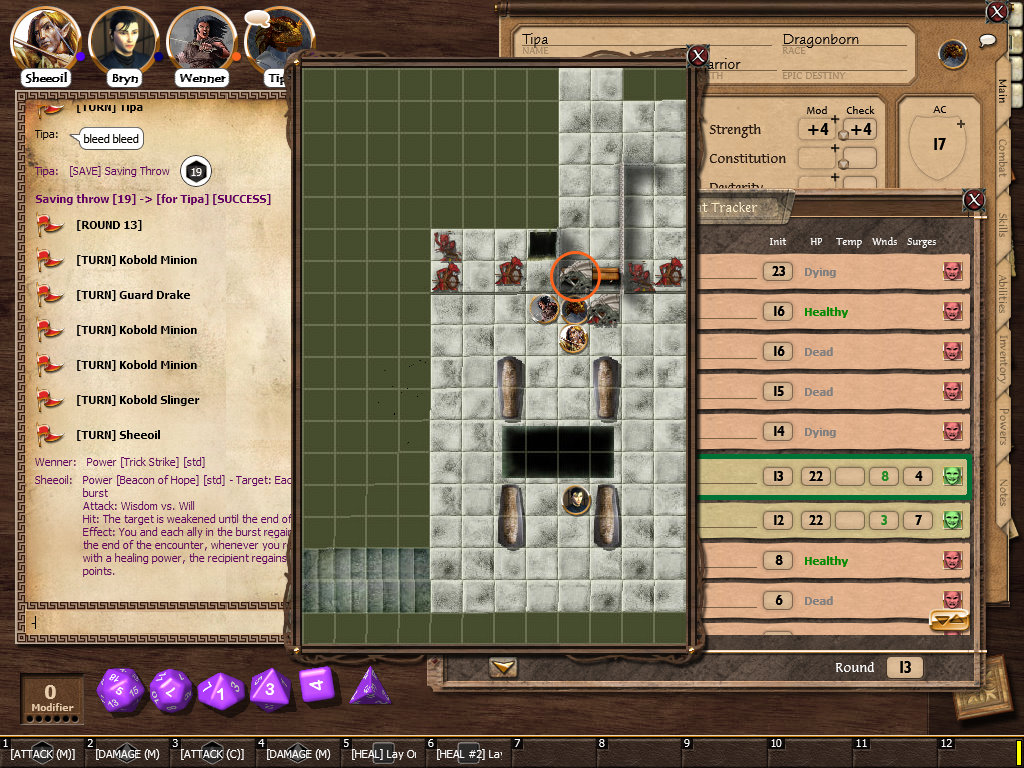 Sheeoil
Bryn
Wenner
[TURN] Tipa
Tipa:
bleed bleed
Tipa: [SAVE] Saving Throw
19
Saving throw [19] -> [for Tipa] [SUCCESS]
[ROUND 13]
[TURN] Kobold Minion
[TURN] Guard Drake
[TURN] Kobold Minion
[TURN] Kobold Minion
[TURN] Kobold Slinger
[TURN] Sheeoil
Wenner: Power [Trick Strike] [std]
Sheeoil: Power [Beacon of Hope] [std] - Target: Eac
burst
Attack: Wisdom vs. Will
Hit: The target is weakened until the end of
Effect: You and each ally in the burst regain
the end of the encounter, whenever you re
with a healing power, the recipient regains
points.
0
Modifier
Tipa
NAME
Dragonborn
RACE
EPIC DESTINY
Main
Combat
Skills
Abilities
Inventory
Powers
Notes
Mod Check
Strength +4 +4
Constitution
Dexterity
AC
17
Tracker
Init HP Temp Wnds Surges
23 Dying
16 Healthy
16 Dead
15 Dead
14 Dying
13 22 8 4
12 22 3 7
8 Healthy
6 Dead
Round 13
1 [ATTACK (M)]
2 [DAMAGE (M)
3 [ATTACK (C)]
4 [DAMAGE (M)
5 [HEAL] Lay On
6 [HEAL #2] La
7
8
9
10
11
12